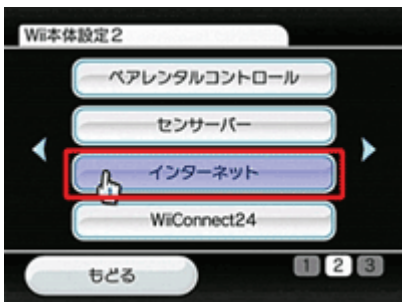 Wii本体設定2
ペアレンタルコントロール
センサーバー
インターネット
WiiConnect24
もどる
1 2 3